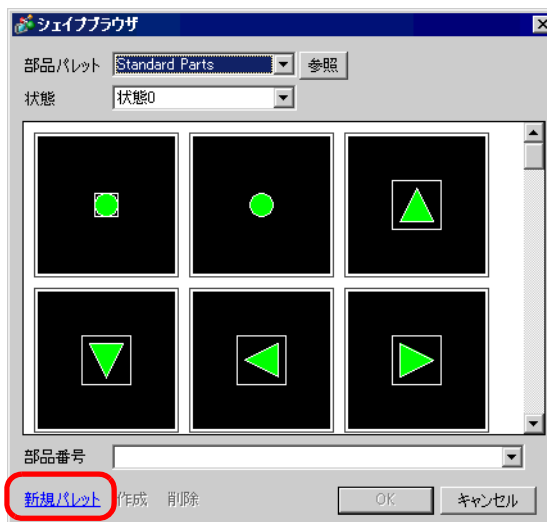 シェイプブラウザ
部品パレット Standard Parts 参照
状態 状態0
部品番号
新規パレット 作成 削除 OK キャンセル